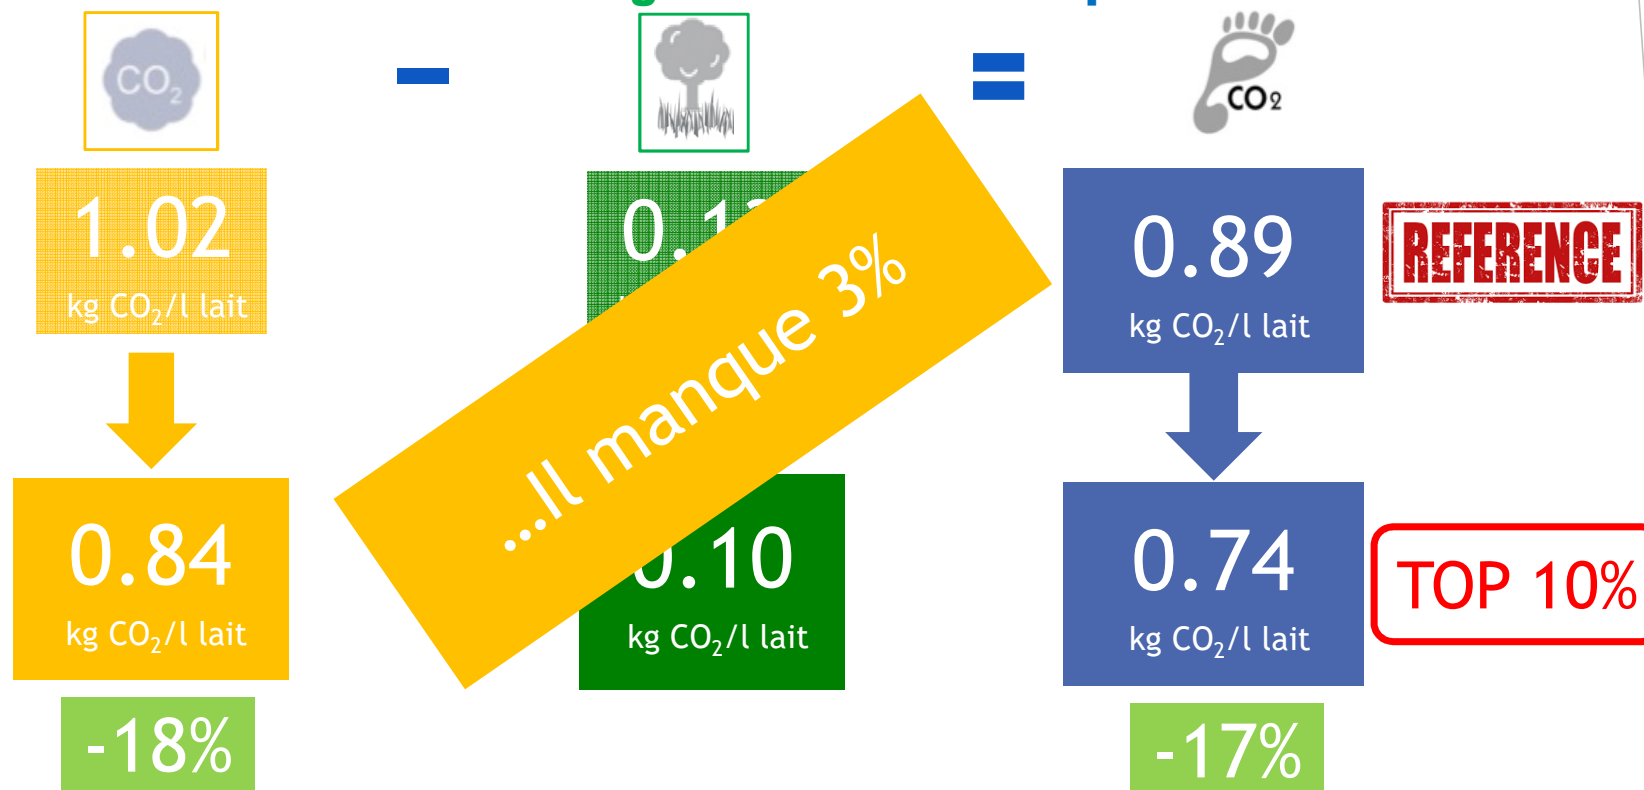 CO₂
CO₂
1.02
kg CO₂/l lait
0.89
kg CO₂/l lait
REFERENCE
...Il manque 3%
0.84
kg CO₂/l lait
0.10
kg CO₂/l lait
0.74
kg CO₂/l lait
TOP 10%
-18%
-17%